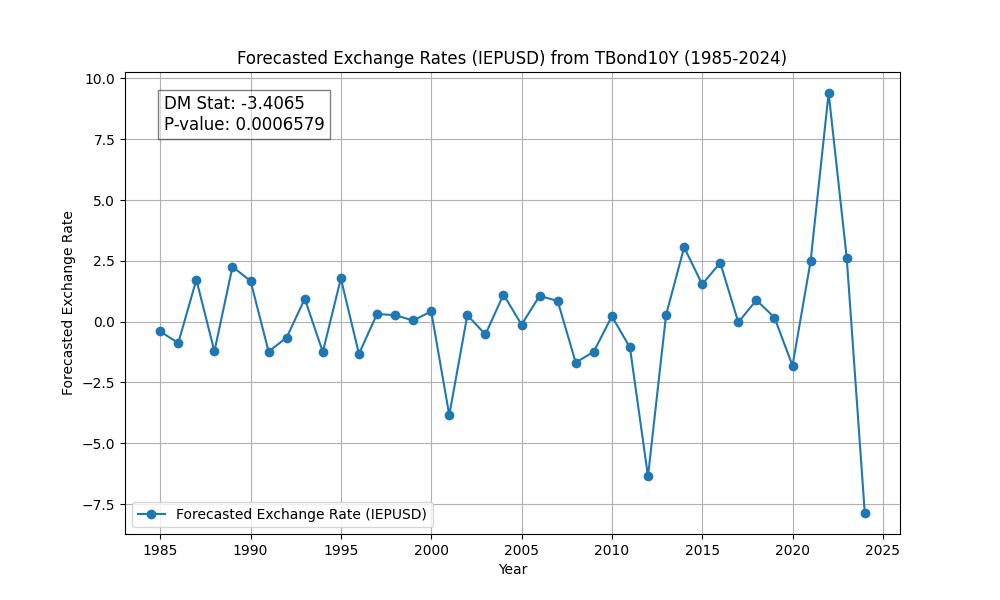 Forecasted Exchange Rates (IEPUSD) from TBond10Y (1985-2024)
10.0
7.5
5.0
2.5
0.0
−2.5
−5.0
−7.5
Forecasted Exchange Rate
DM Stat: -3.4065
P-value: 0.0006579
Forecasted Exchange Rate (IEPUSD)
1985 1990 1995 2000 2005 2010 2015 2020 2025
Year